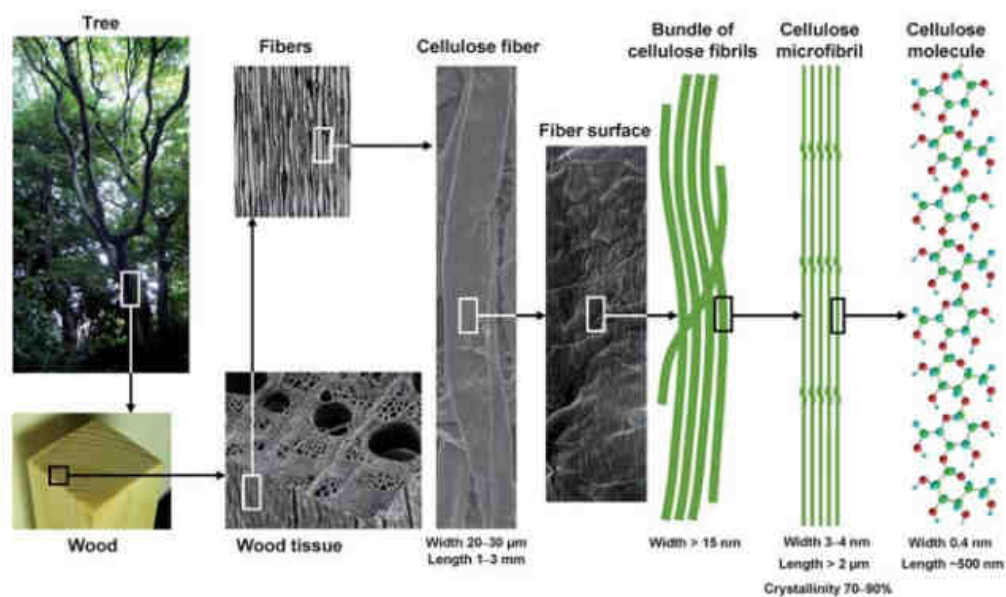 Tree
Fibers
Cellulose fiber
Bundle of
cellulose fibrils
Cellulose
microfibril
Cellulose
molecule
Fiber surface
Wood
Wood tissue
Width 20–30 μm
Length 1–3 mm
Width > 15 nm
Width 3–4 nm
Length > 2 μm
Crystallinity 70–90%
Width 0.4 nm
Length ~500 nm